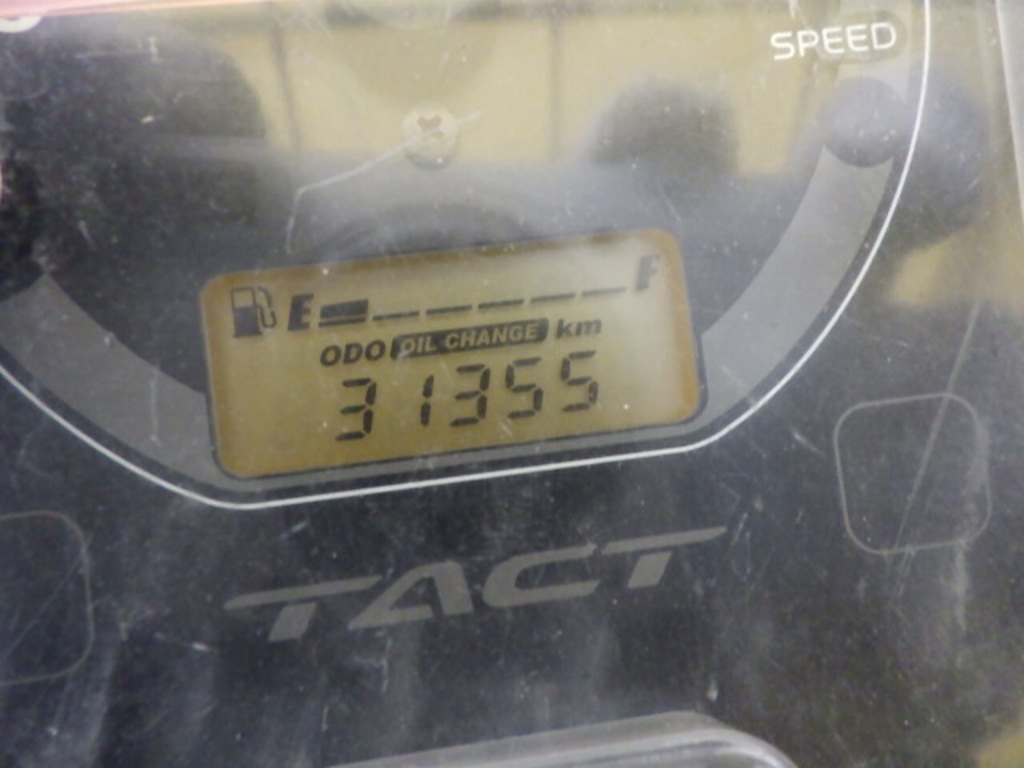 SPEED
E F
ODO OIL CHANGE km
31355
TACT